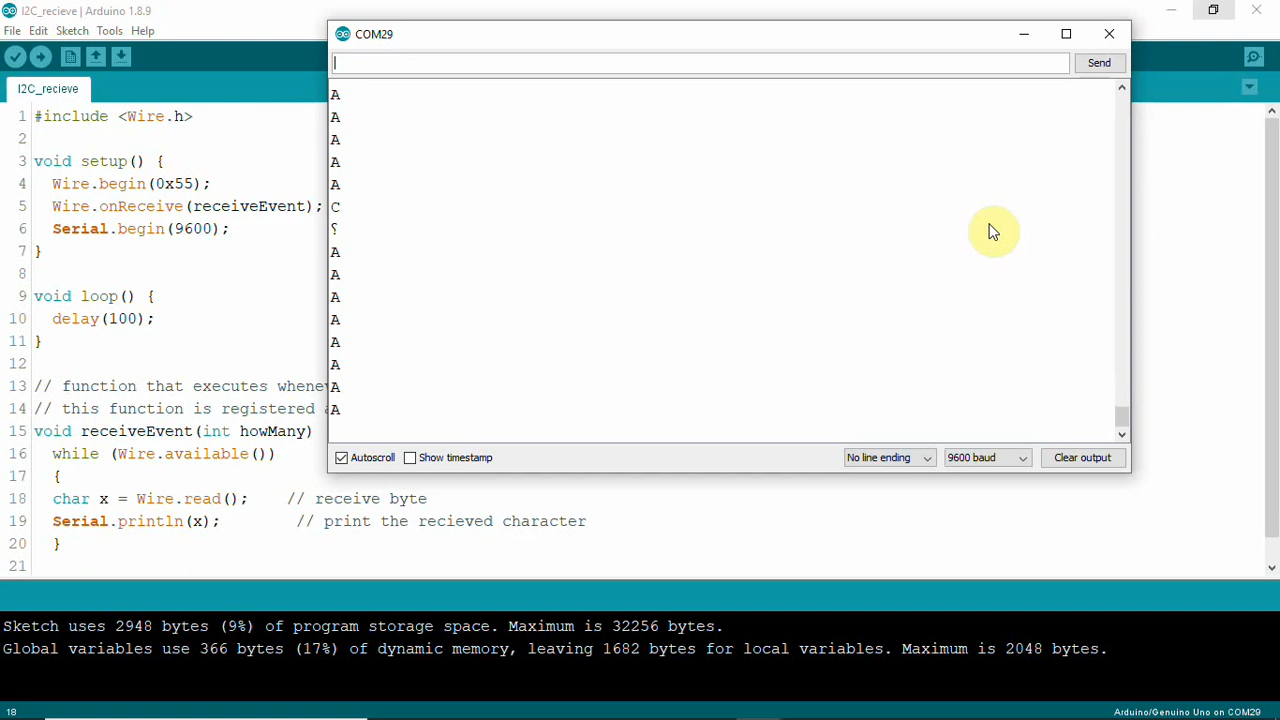 I2C_recieve | Arduino 1.8.9
File Edit Sketch Tools Help
I2C_recieve
1 #include <Wire.h>
2
3 void setup() {
4 Wire.begin(0x55);
5 Wire.onReceive(receiveEvent);
6 Serial.begin(9600);
7 }
8
9 void loop() {
10 delay(100);
11 }
12
13 // function that executes wheneve
14 // this function is registered
15 void receiveEvent(int howMany)
16 while (Wire.available())
17 {
18 char x = Wire.read(); // receive byte
19 Serial.println(x); // print the recieved character
20 }
21
COM29
Send
A
A
A
A
A
C
⸮
A
A
A
A
A
A
A
A
Autoscroll Show timestamp No line ending 9600 baud Clear output
Sketch uses 2948 bytes (9%) of program storage space. Maximum is 32256 bytes.
Global variables use 366 bytes (17%) of dynamic memory, leaving 1682 bytes for local variables. Maximum is 2048 bytes.
18 Arduino/Genuino Uno on COM29